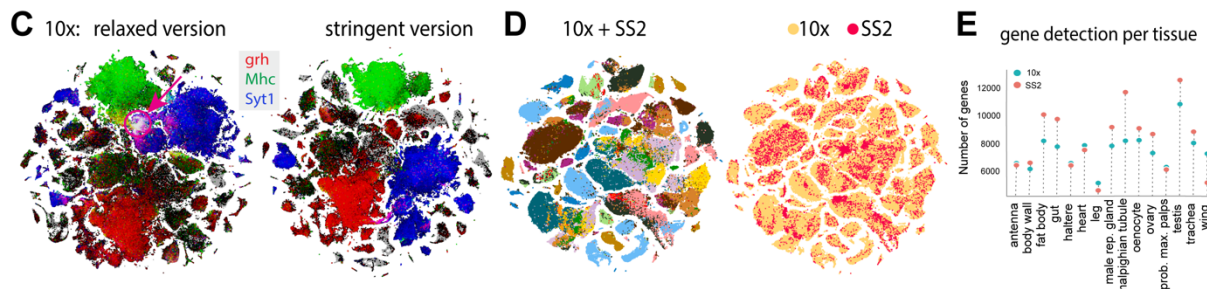 C 10x: relaxed version stringent version
grh
Mhc
Syt1
D 10x + SS2 10x SS2
E gene detection per tissue
10x
SS2
Number of genes
12000
10000
8000
6000
antenna
body wall
fat body
gut
haltere
heart
leg
male rep. gland
malpighian tubule
oenocyte
ovary
prob. max. palps
testis
trachea
wing